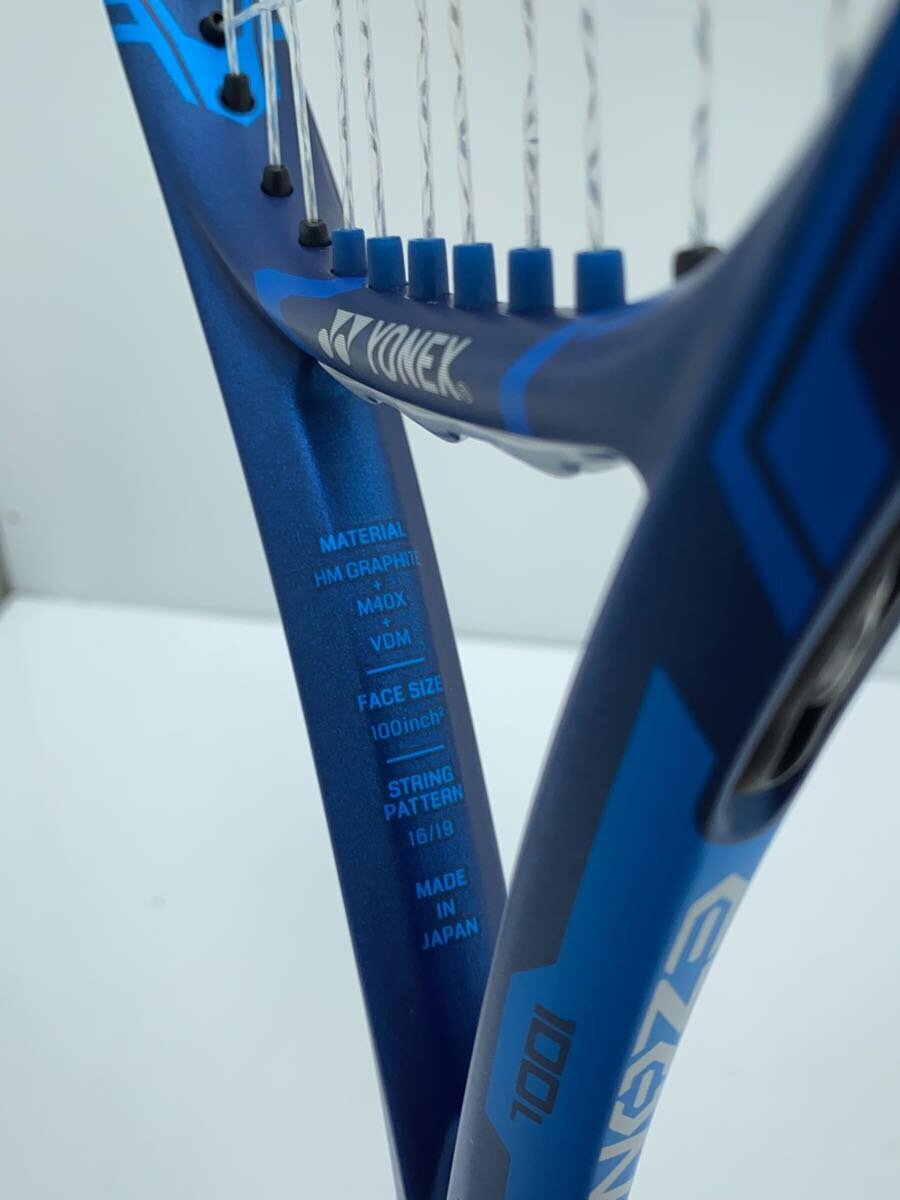 YONEX
MATERIAL
HM GRAPHITE
+
M40X
+
VDM
FACE SIZE
100inch²
STRING
PATTERN
16/19
MADE
IN
JAPAN
100L